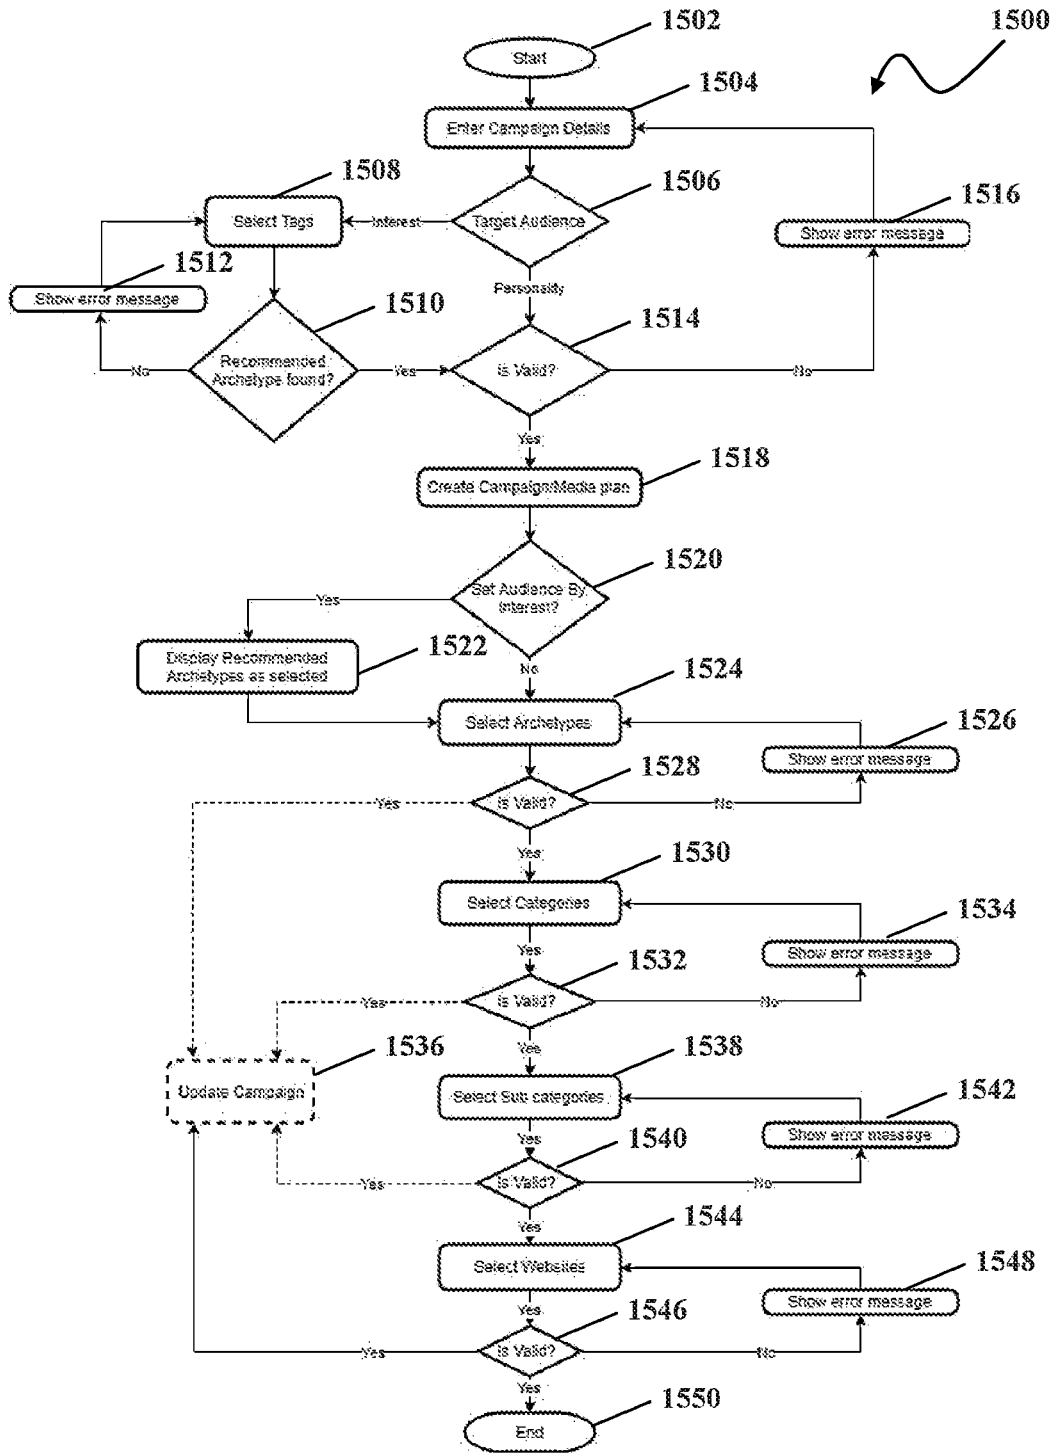 1502
1500
Start
1504
Enter Campaign Details
1508
1506
1516
Select Tags
Interest
Target Audience
Show error message
1512
Show error message
1510
Personality
1514
No
Recommended
Archetype found?
Yes
Is Valid?
No
Yes
1518
Create Campaign/Media plan
1520
Set Audience By
Interest?
Yes
1522
Display Recommended
Archetypes as selected
No
1524
Select Archetypes
1526
Show error message
1528
Yes
Is Valid?
No
Yes
1530
Select Categories
1534
Yes
Show error message
1532
Yes
Is Valid?
No
Yes
1536
1538
Update Campaign
Select Sub categories
1542
Yes
Show error message
1540
Yes
Is Valid?
No
Yes
1544
Select Websites
1548
Yes
Show error message
1546
Yes
Is Valid?
No
Yes
1550
End